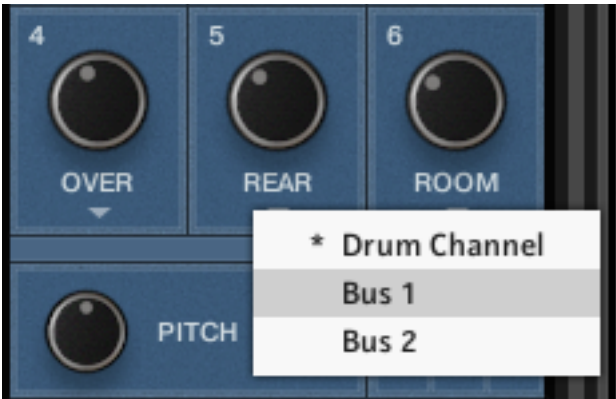 4 5 6
OVER REAR ROOM
* Drum Channel
Bus 1
PITCH
Bus 2